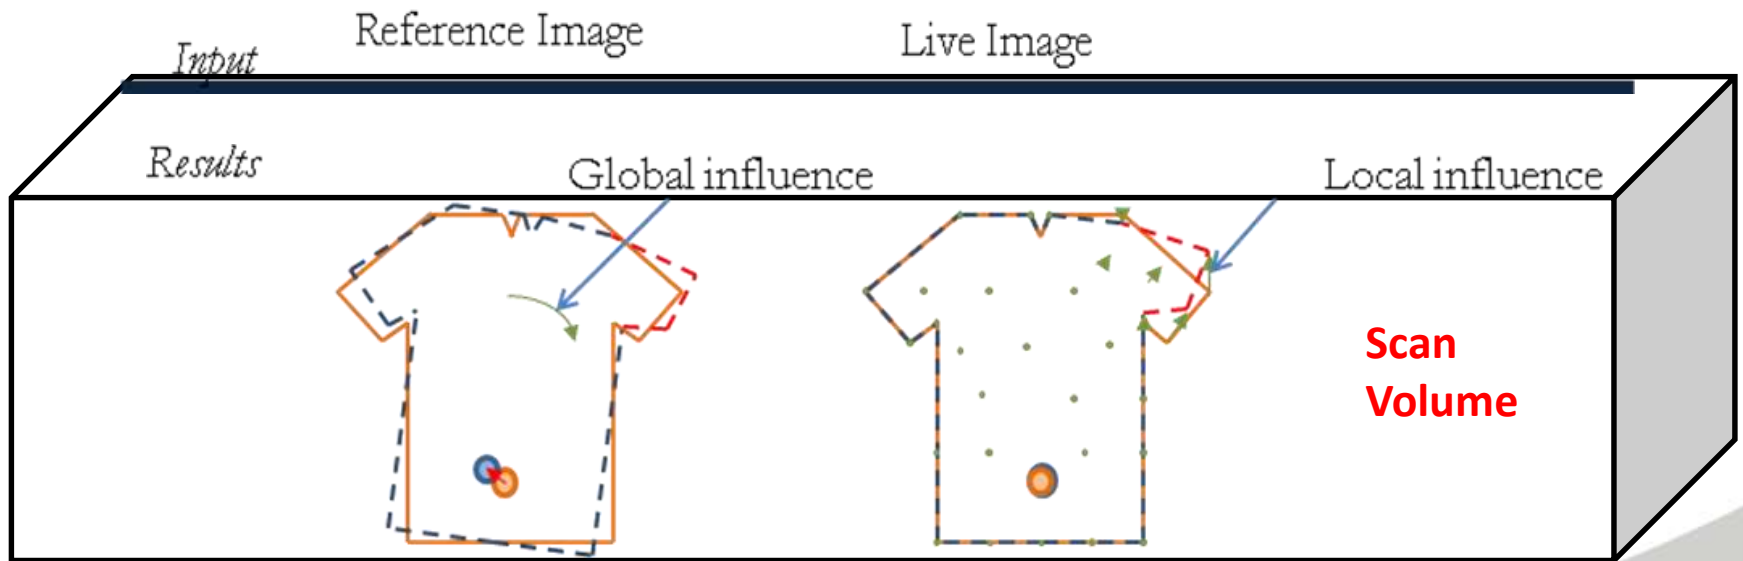 Input
Reference Image
Live Image
Results
Global influence
Local influence
Scan
Volume